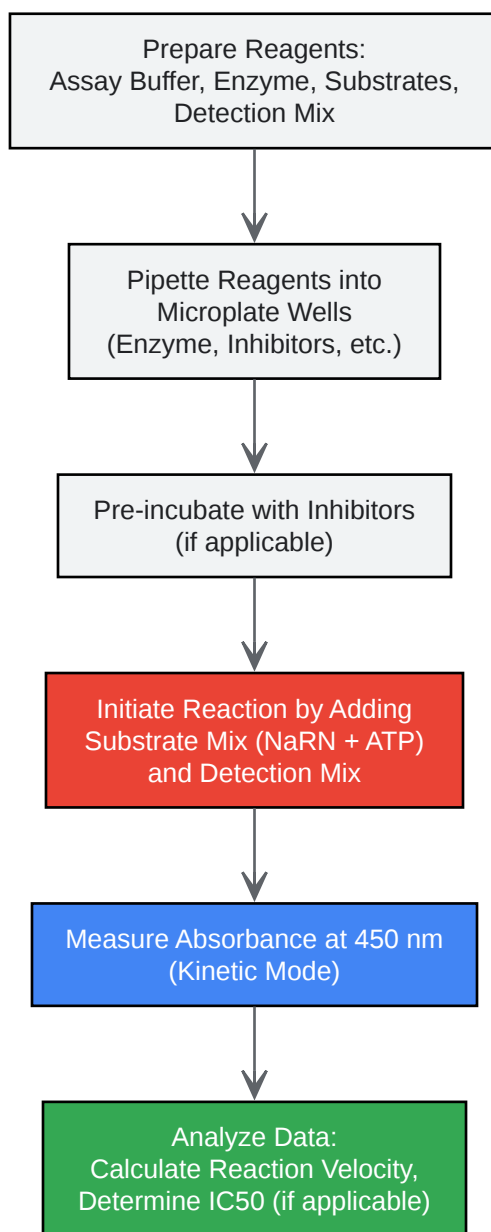 Prepare Reagents:
Assay Buffer, Enzyme, Substrates,
Detection Mix
Pipette Reagents into
Microplate Wells
(Enzyme, Inhibitors, etc.)
Pre-incubate with Inhibitors
(if applicable)
Initiate Reaction by Adding
Substrate Mix (NaRN + ATP)
and Detection Mix
Measure Absorbance at 450 nm
(Kinetic Mode)
Analyze Data:
Calculate Reaction Velocity,
Determine IC50 (if applicable)